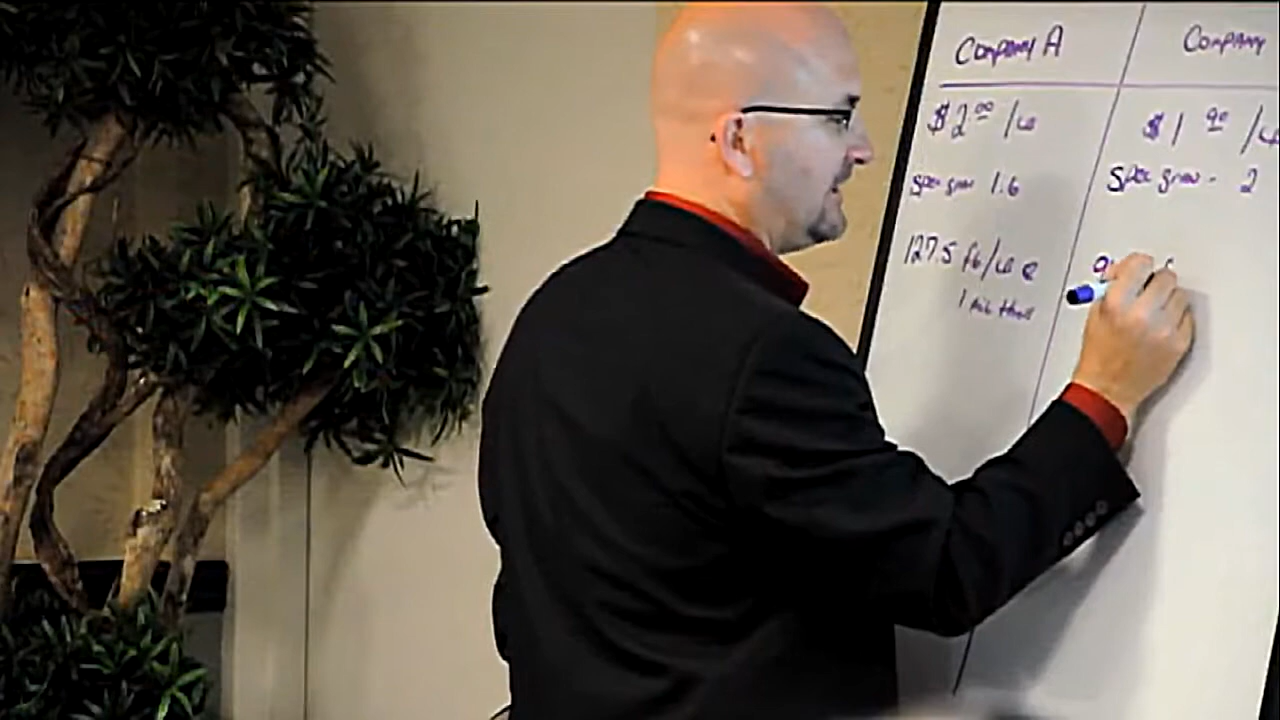 Company A
Company
$2.00 /LB
$1 90 /LB
Spec grav 1.6
Spec grav - 2
127.5 ft/LB @
1 mil thick